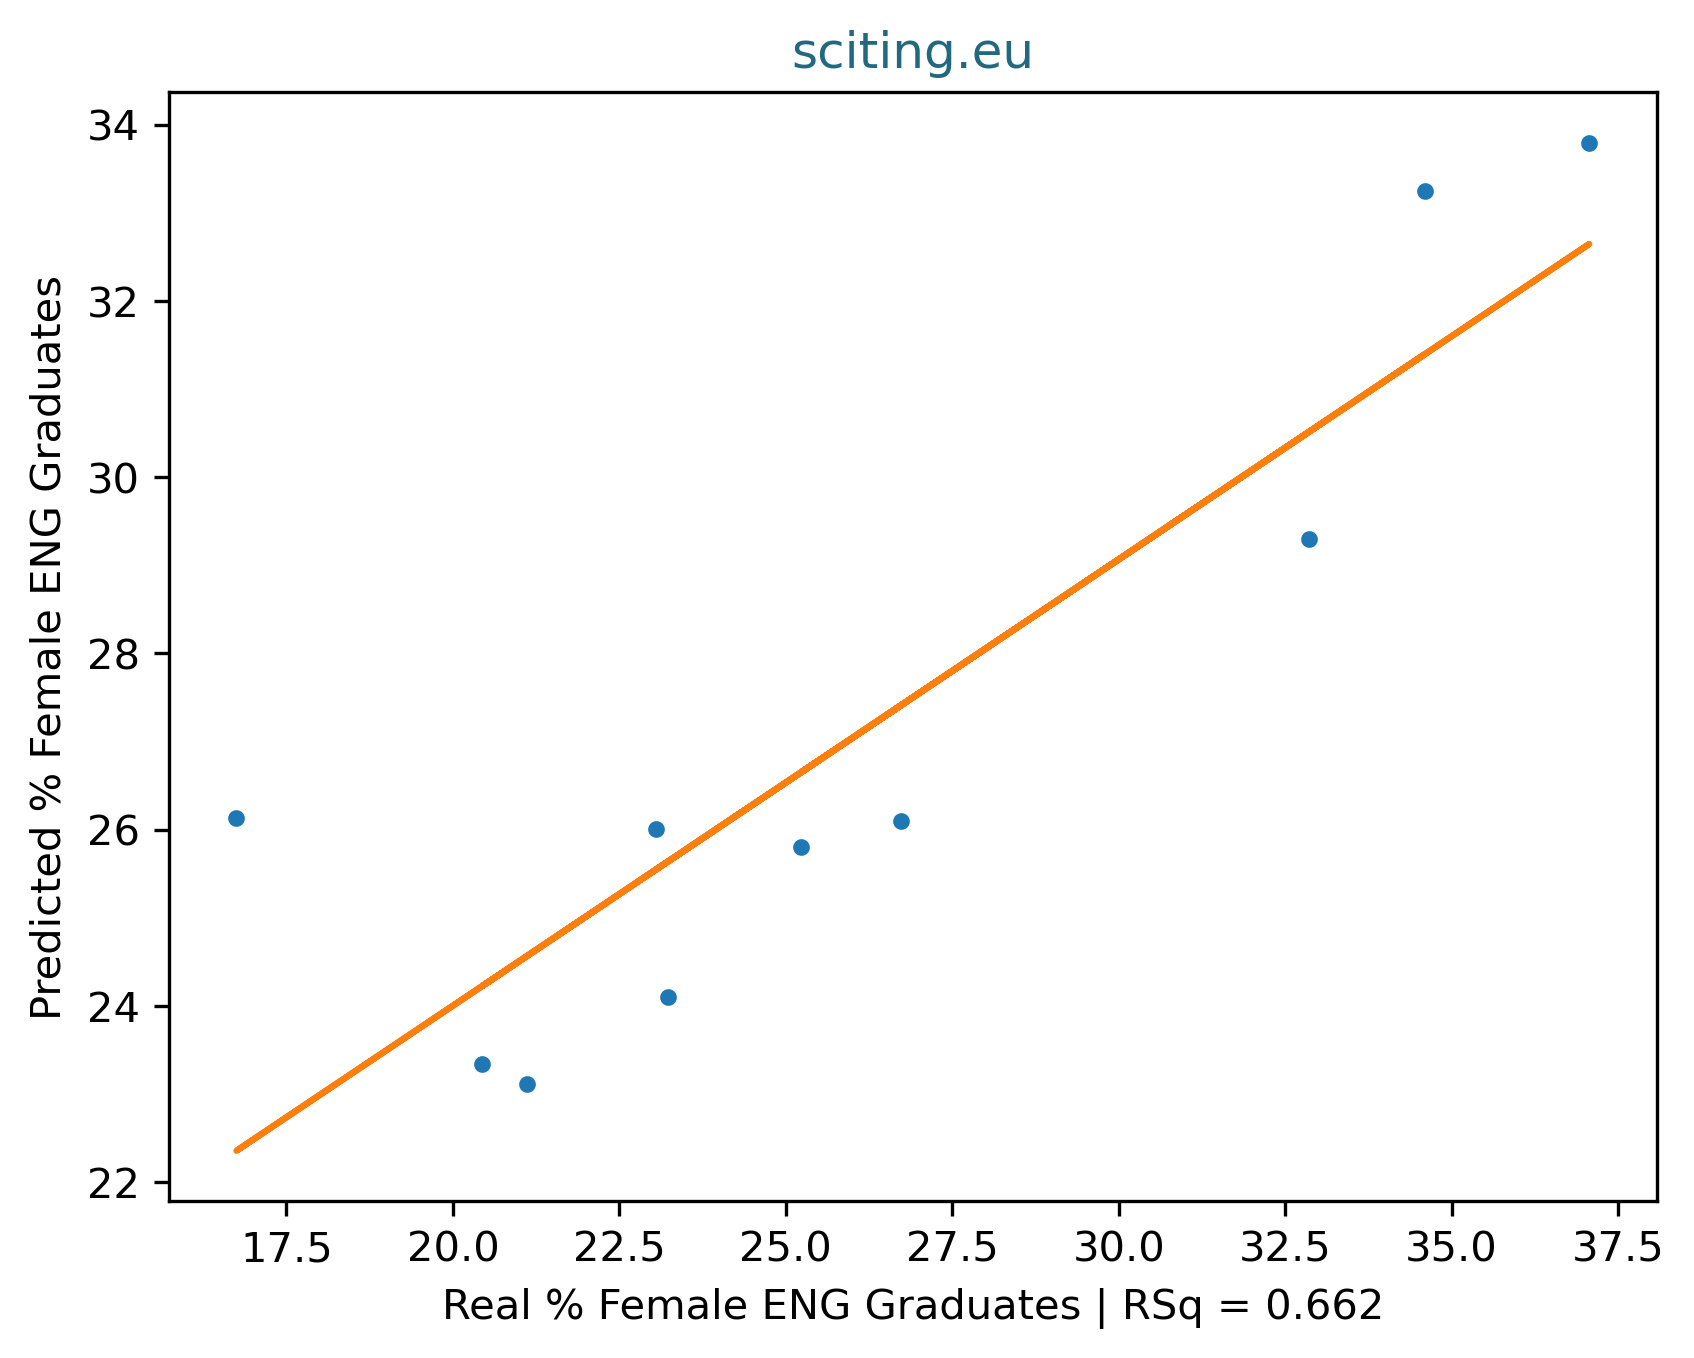 sciting.eu
34
32
30
28
26
24
22
Predicted % Female ENG Graduates
17.5 20.0 22.5 25.0 27.5 30.0 32.5 35.0 37.5
Real % Female ENG Graduates | RSq = 0.662